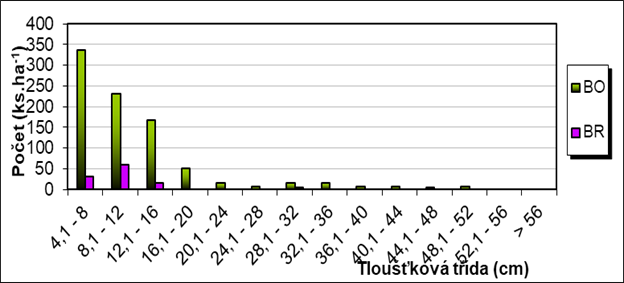 Počet (ks.ha⁻¹)
400
350
300
250
200
150
100
50
0
4,1 - 8
8,1 - 12
12,1 - 16
16,1 - 20
20,1 - 24
24,1 - 28
28,1 - 32
32,1 - 36
36,1 - 40
40,1 - 44
44,1 - 48
48,1 - 52
52,1 - 56
> 56
Tloušťková třída (cm)
BO
BR